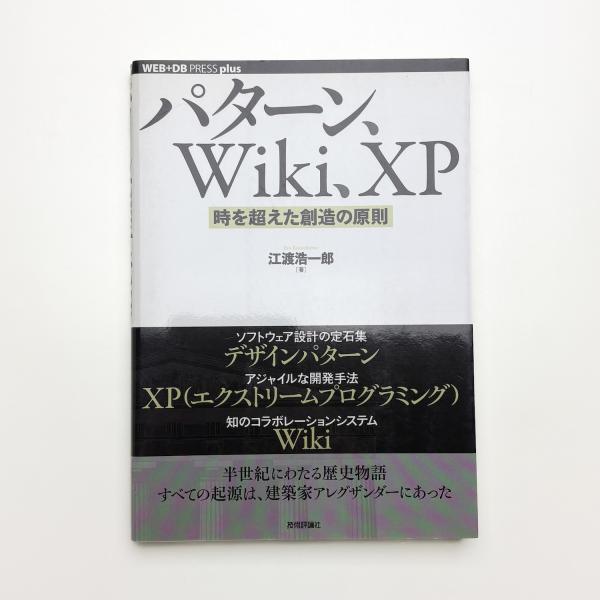 WEB+DB PRESS plus
パターン、
Wiki、XP
時を超えた創造の原則
江渡浩一郎
[著]
ソフトウェア設計の定石集
デザインパターン
アジャイルな開発手法
XP(エクストリームプログラミング)
知のコラボレーションシステム
Wiki
半世紀にわたる歴史物語
すべての起源は、建築家アレグザンダーにあった
技術評論社